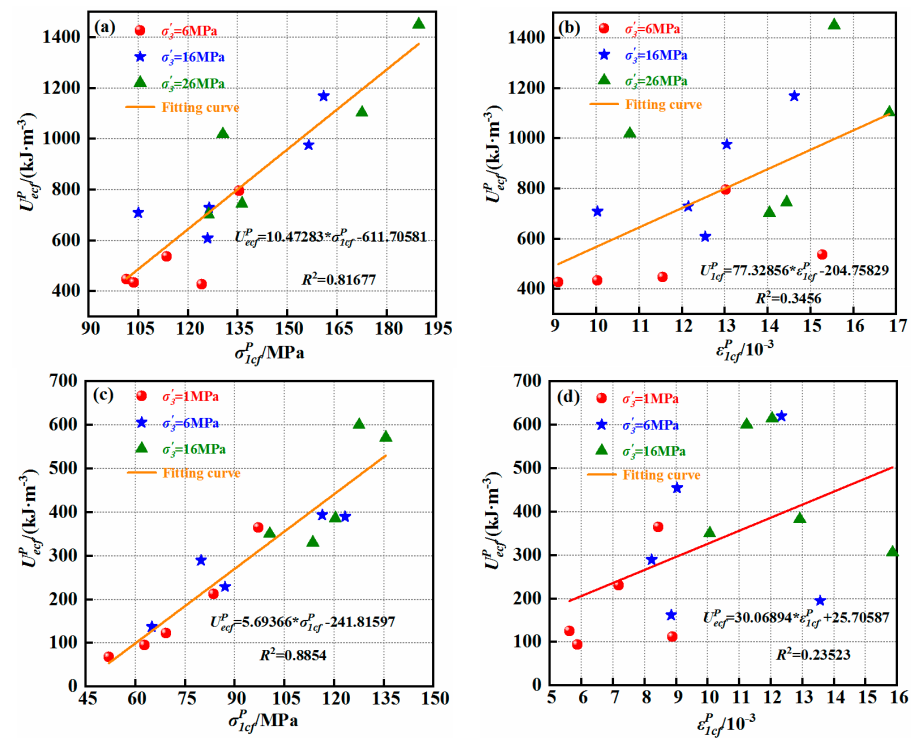 (a)
σ'₃=6MPa
σ'₃=16MPa
σ'₃=26MPa
Fitting curve
U^P_ecf=10.47283*σ^P_1cf-611.70581
R²=0.81677
U^P_ecf/(kJ·m⁻³)
1400
1200
1000
800
600
400
90 105 120 135 150 165 180 195
σ^P_1cf/MPa
(b)
σ'₃=6MPa
σ'₃=16MPa
σ'₃=26MPa
Fitting curve
U^P_1cf=77.32856*ε^P_1cf-204.75829
R²=0.3456
U^P_ecf/(kJ·m⁻³)
1400
1200
1000
800
600
400
9 10 11 12 13 14 15 16 17
ε^P_1cf/10⁻³
(c)
σ'₃=1MPa
σ'₃=6MPa
σ'₃=16MPa
Fitting curve
U^P_ecf=5.69366*σ^P_1cf-241.81597
R²=0.8854
U^P_ecf/(kJ·m⁻³)
700
600
500
400
300
200
100
0
45 60 75 90 105 120 135 150
σ^P_1cf/MPa
(d)
σ'₃=1MPa
σ'₃=6MPa
σ'₃=16MPa
Fitting curve
U^P_ecf=30.06894*ε^P_1cf+25.70587
R²=0.23523
U^P_ecf/(kJ·m⁻³)
700
600
500
400
300
200
100
0
5 6 7 8 9 10 11 12 13 14 15 16
ε^P_1cf/10⁻³